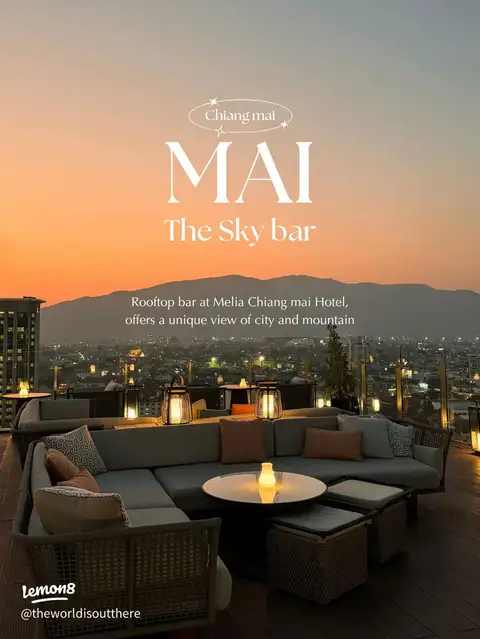 Chiang mai
MAI
The Sky bar
Rooftop bar at Melia Chiang mai Hotel,
offers a unique view of city and mountain
lemon8
@theworldisoutthere